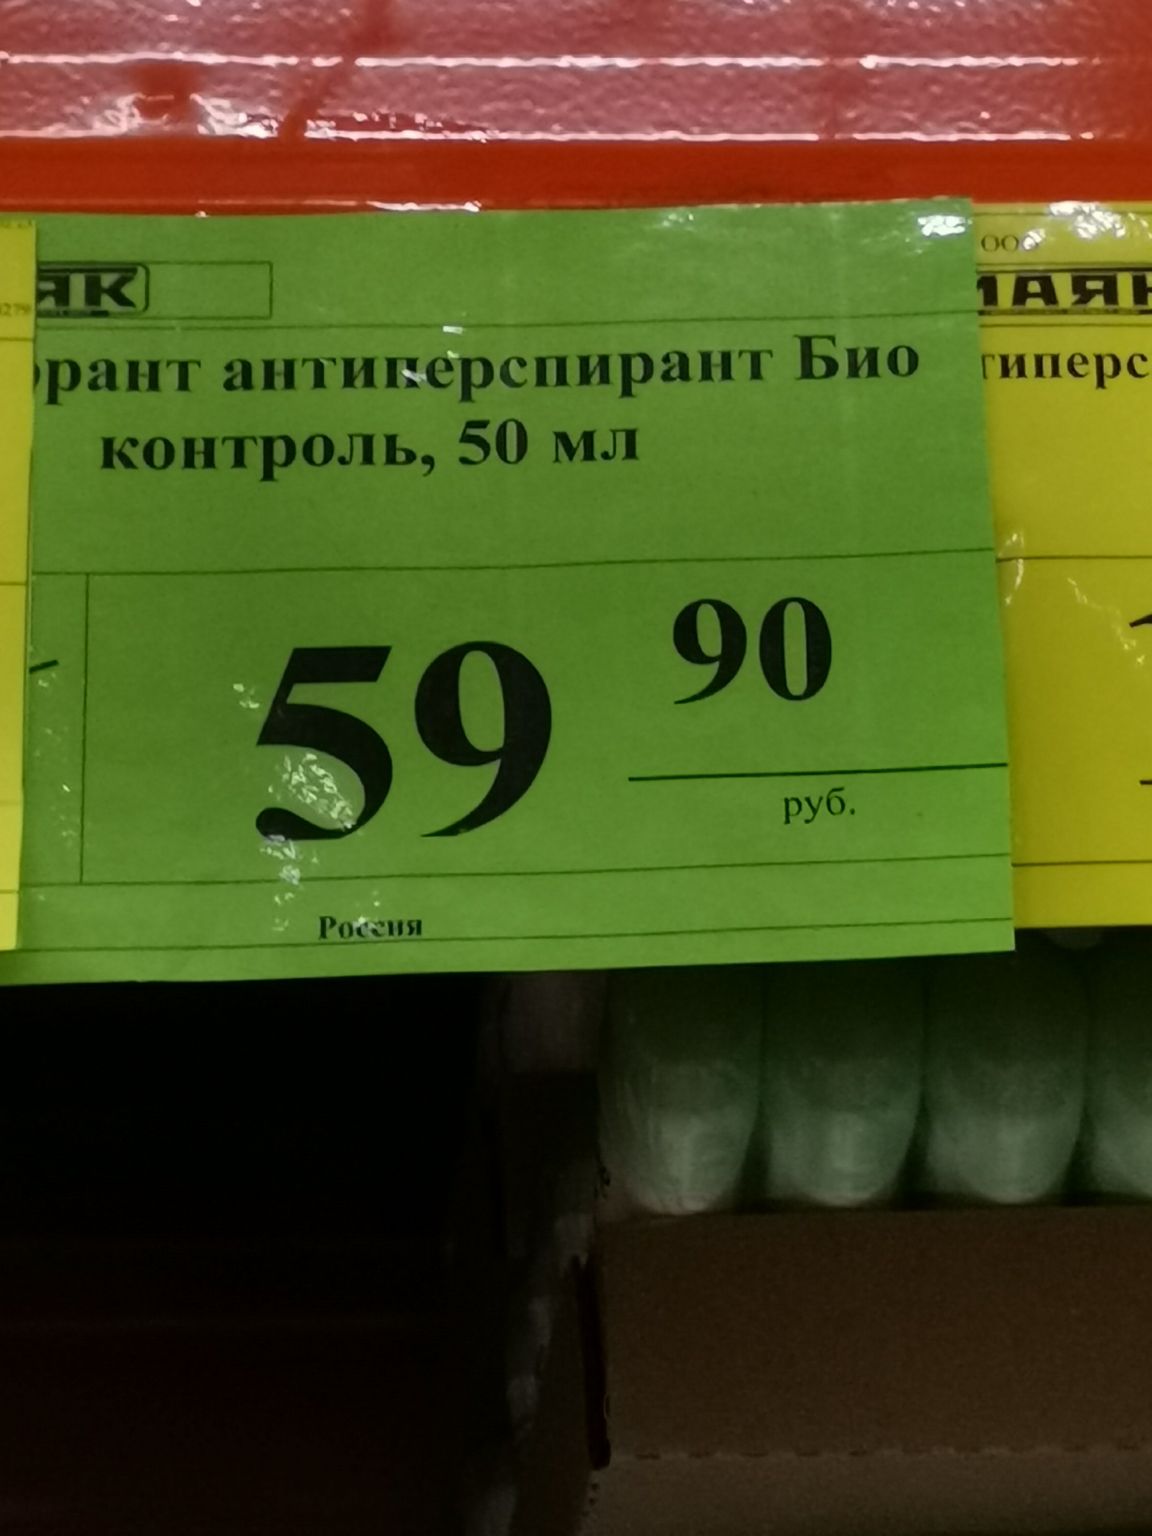 ООО
ЯК
МАЯК
рант антиперспирант Био
контроль, 50 мл
типерс
59 90
руб.
Россия